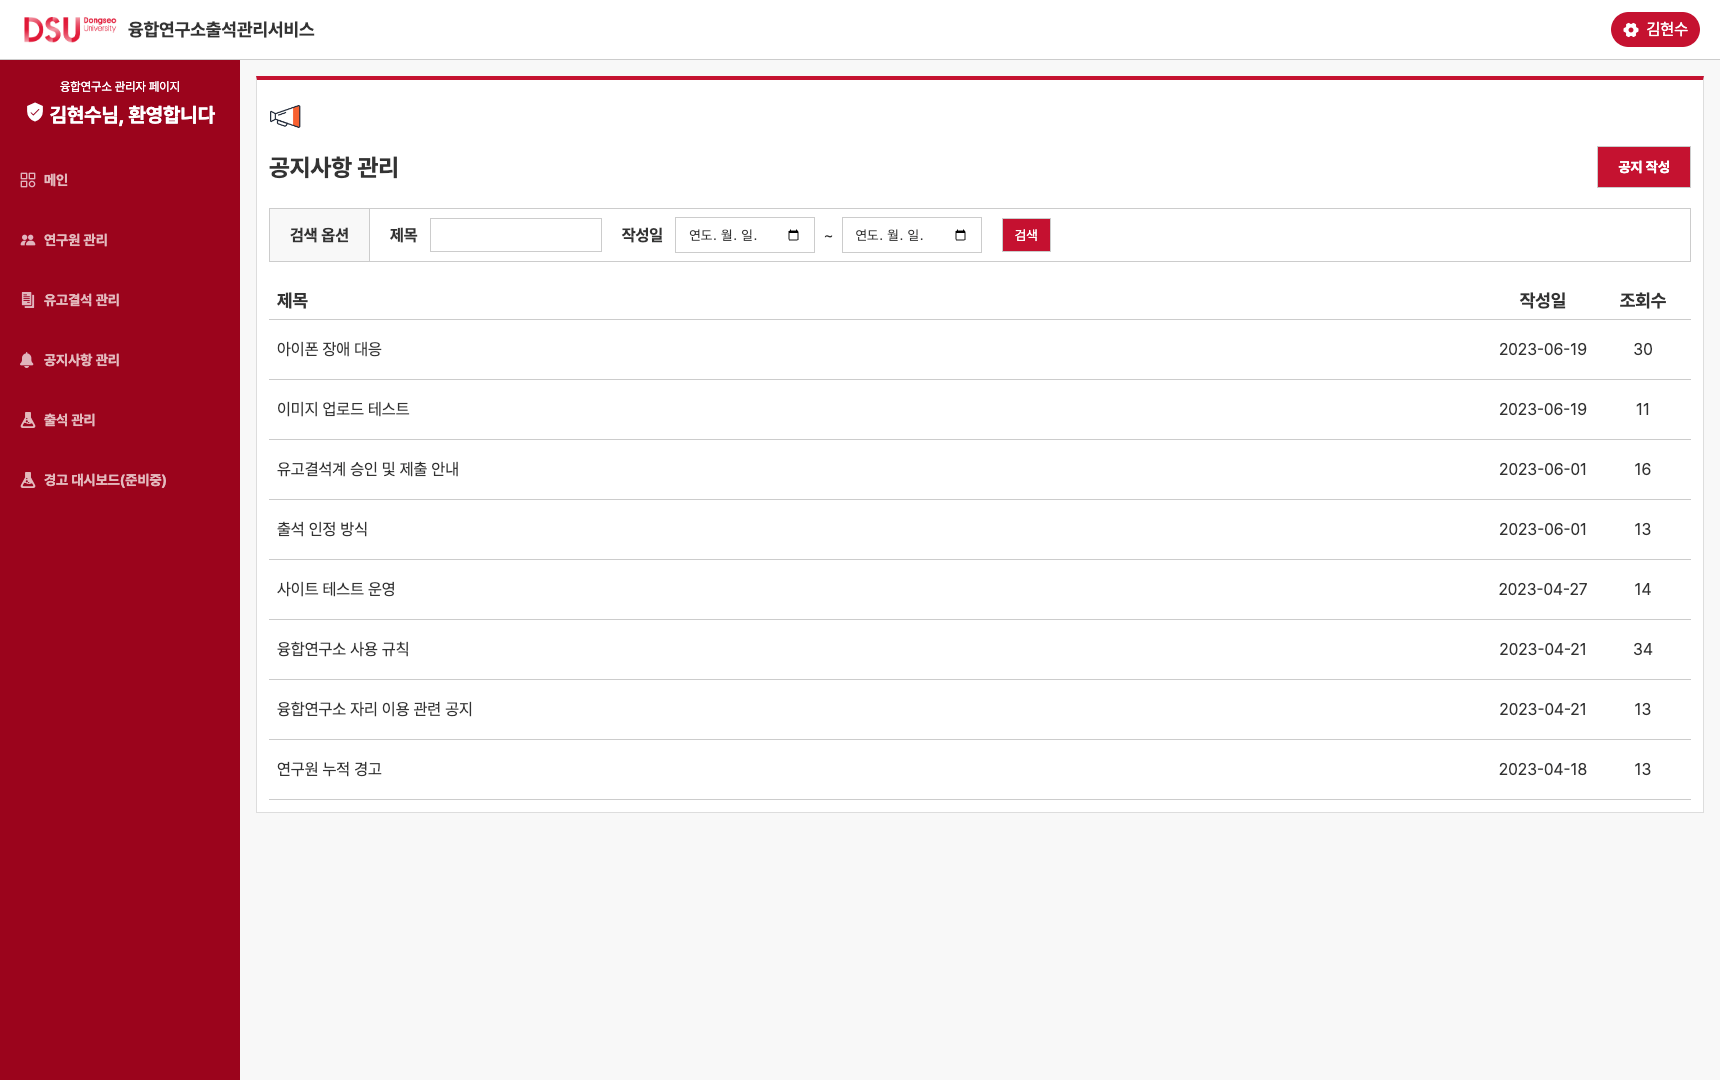 DSU Dongseo University 융합연구소출석관리서비스
김현수
융합연구소 관리자 페이지
김현수님, 환영합니다
메인
연구원 관리
유고결석 관리
공지사항 관리
출석 관리
경고 대시보드(준비중)
공지사항 관리
공지 작성
검색 옵션 제목 작성일 연도. 월. 일. ~ 연도. 월. 일. 검색
제목 작성일 조회수
아이폰 장애 대응 2023-06-19 30
이미지 업로드 테스트 2023-06-19 11
유고결석계 승인 및 제출 안내 2023-06-01 16
출석 인정 방식 2023-06-01 13
사이트 테스트 운영 2023-04-27 14
융합연구소 사용 규칙 2023-04-21 34
융합연구소 자리 이용 관련 공지 2023-04-21 13
연구원 누적 경고 2023-04-18 13